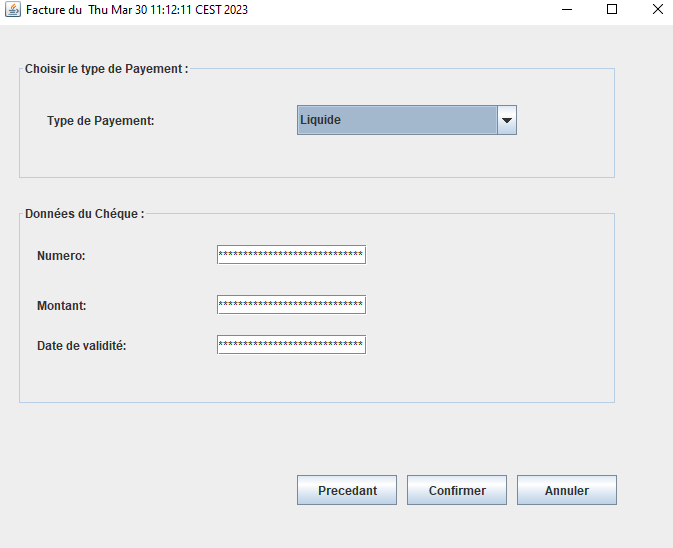 Facture du Thu Mar 30 11:12:11 CEST 2023
Choisir le type de Payement :
Type de Payement: Liquide
Données du Chéque :
Numero: ******************************
Montant: ******************************
Date de validité: ******************************
Precedant Confirmer Annuler